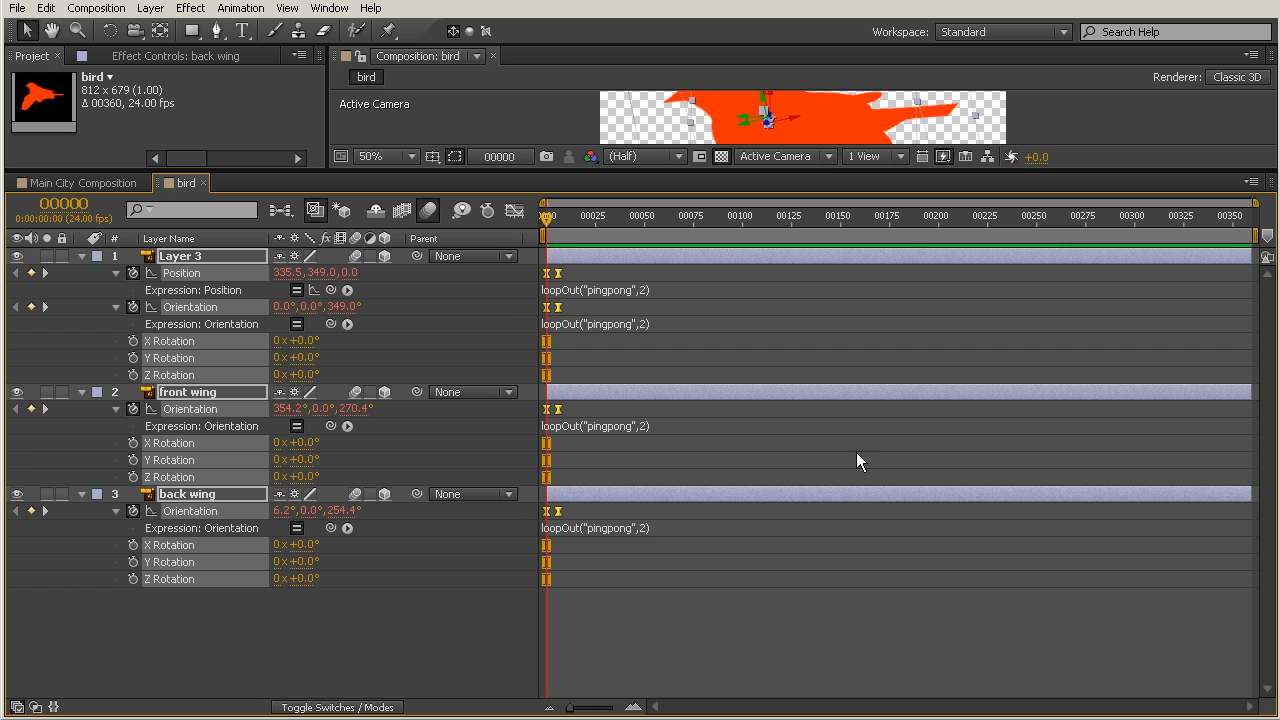 File Edit Composition Layer Effect Animation View Window Help
Workspace: Standard Search Help
Project Effect Controls: back wing Composition: bird
bird
812 x 679 (1.00)
Δ 00360, 24.00 fps
bird Renderer: Classic 3D
Active Camera
50% 00000 (Half) Active Camera 1 View +0.0
Main City Composition bird
00000
0:00:00:00 (24.00 fps)
00025 00050 00075 00100 00125 00150 00175 00200 00225 00250 00275 00300 00325 00350
# Layer Name fx Parent
1 Layer 3 None
Position 335.5,349.0,0.0
Expression: Position loopOut("pingpong",2)
Orientation 0.0°,0.0°,349.0°
Expression: Orientation loopOut("pingpong",2)
X Rotation 0x+0.0°
Y Rotation 0x+0.0°
Z Rotation 0x+0.0°
2 front wing None
Orientation 354.2°,0.0°,270.4°
Expression: Orientation loopOut("pingpong",2)
X Rotation 0x+0.0°
Y Rotation 0x+0.0°
Z Rotation 0x+0.0°
3 back wing None
Orientation 6.2°,0.0°,254.4°
Expression: Orientation loopOut("pingpong",2)
X Rotation 0x+0.0°
Y Rotation 0x+0.0°
Z Rotation 0x+0.0°
Toggle Switches / Modes